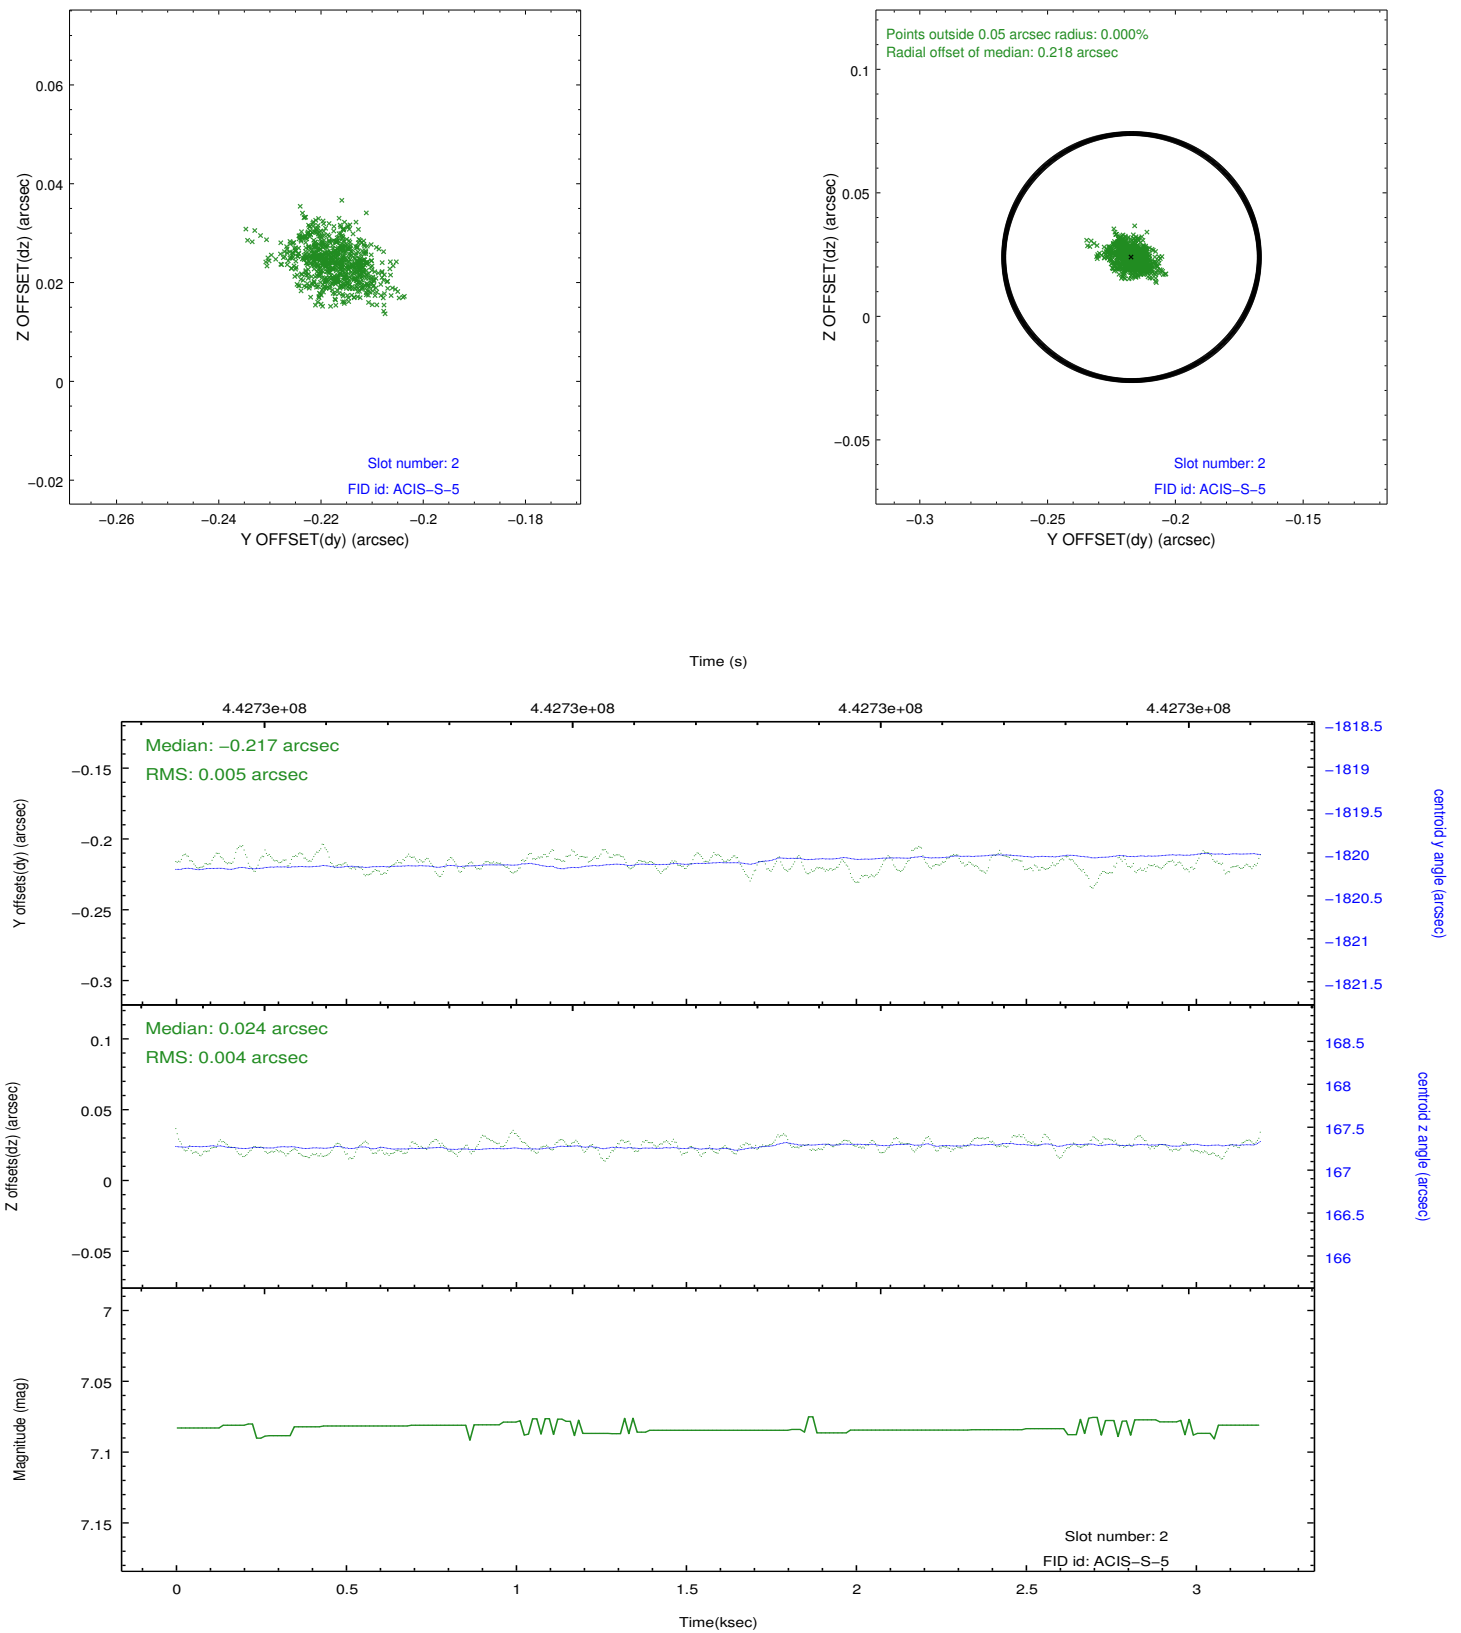 0.06
0.04
0.02
0
−0.02
Z OFFSET(dz) (arcsec)
Slot number: 2
FID id: ACIS−S−5
−0.26
−0.24
−0.22
−0.2
−0.18
Y OFFSET(dy) (arcsec)
Points outside 0.05 arcsec radius: 0.000%
Radial offset of median: 0.218 arcsec
0.1
0.05
0
−0.05
Z OFFSET(dz) (arcsec)
Slot number: 2
FID id: ACIS−S−5
−0.3
−0.25
−0.2
−0.15
Y OFFSET(dy) (arcsec)
Time (s)
4.4273e+08
4.4273e+08
4.4273e+08
4.4273e+08
Median: −0.217 arcsec
RMS: 0.005 arcsec
−0.15
−0.2
−0.25
−0.3
Y offsets(dy) (arcsec)
−1818.5
−1819
−1819.5
−1820
−1820.5
−1821
−1821.5
centroid y angle (arcsec)
Median: 0.024 arcsec
RMS: 0.004 arcsec
0.1
0.05
0
−0.05
Z offsets(dz) (arcsec)
168.5
168
167.5
167
166.5
166
centroid z angle (arcsec)
7
7.05
7.1
7.15
Magnitude (mag)
Slot number: 2
FID id: ACIS−S−5
0
0.5
1
1.5
2
2.5
3
Time(ksec)